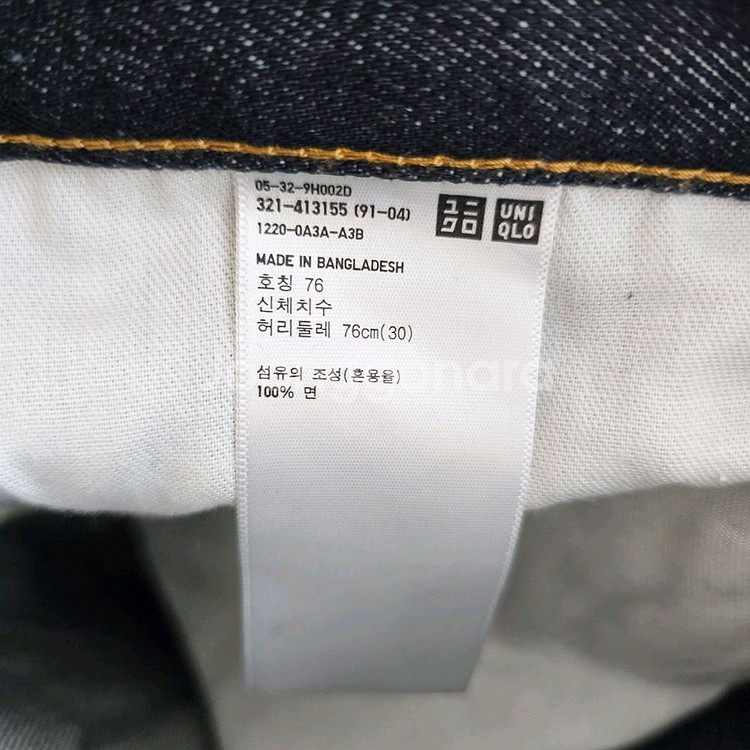 05-32-9H002D
321-413155 (91-04)
1220-0A3A-A3B
ユニ
クロ
UNI
QLO
MADE IN BANGLADESH
호칭 76
신체치수
허리둘레 76cm(30)
섬유의 조성(혼용율)
100% 면